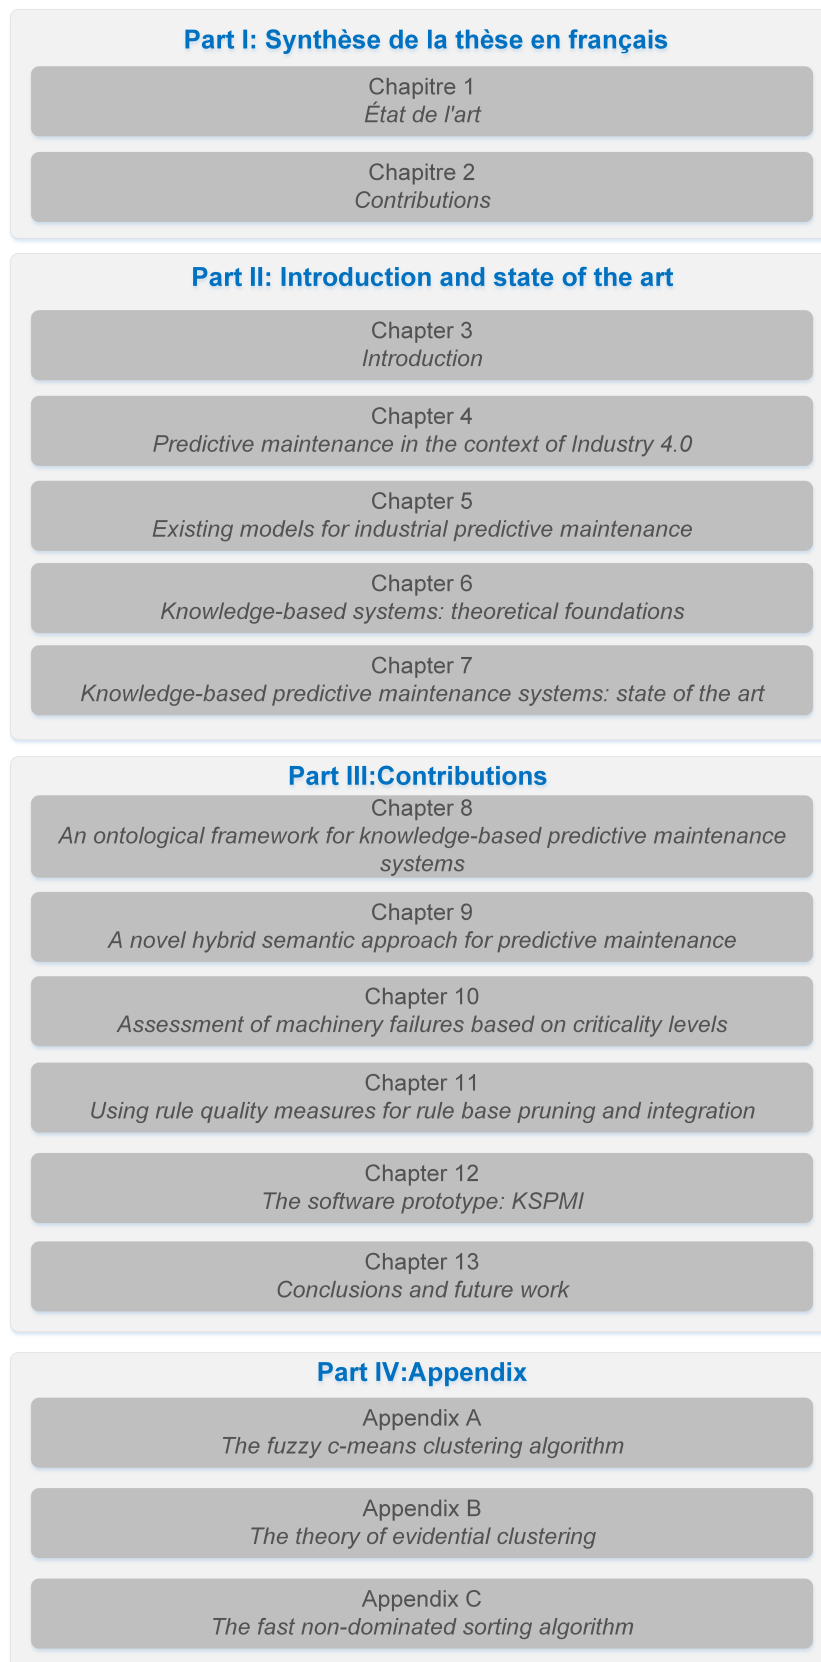 Part I: Synthèse de la thèse en français
Chapitre 1
État de l'art
Chapitre 2
Contributions
Part II: Introduction and state of the art
Chapter 3
Introduction
Chapter 4
Predictive maintenance in the context of Industry 4.0
Chapter 5
Existing models for industrial predictive maintenance
Chapter 6
Knowledge-based systems: theoretical foundations
Chapter 7
Knowledge-based predictive maintenance systems: state of the art
Part III:Contributions
Chapter 8
An ontological framework for knowledge-based predictive maintenance
systems
Chapter 9
A novel hybrid semantic approach for predictive maintenance
Chapter 10
Assessment of machinery failures based on criticality levels
Chapter 11
Using rule quality measures for rule base pruning and integration
Chapter 12
The software prototype: KSPMI
Chapter 13
Conclusions and future work
Part IV:Appendix
Appendix A
The fuzzy c-means clustering algorithm
Appendix B
The theory of evidential clustering
Appendix C
The fast non-dominated sorting algorithm